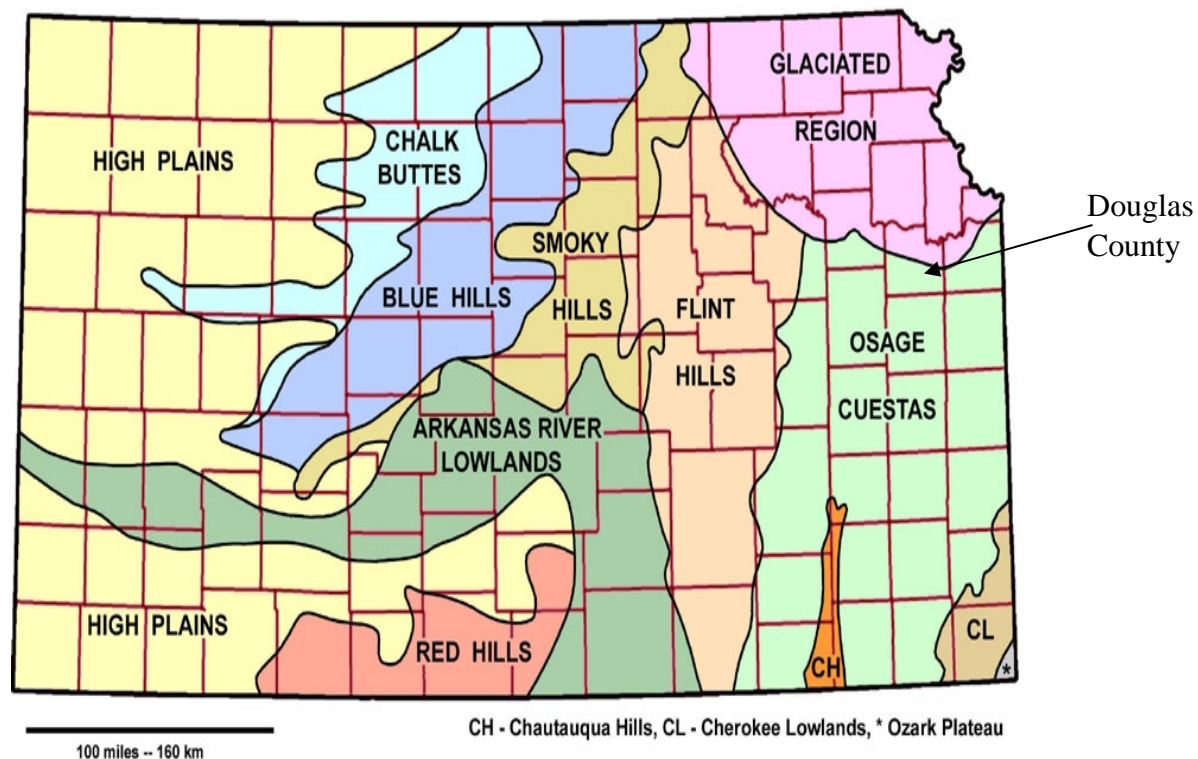 GLACIATED
REGION
HIGH PLAINS
CHALK
BUTTES
Douglas
County
SMOKY
HILLS
BLUE HILLS
FLINT
HILLS
OSAGE
CUESTAS
ARKANSAS RIVER
LOWLANDS
HIGH PLAINS
RED HILLS
CH
CL
*
CH - Chautauqua Hills, CL - Cherokee Lowlands, * Ozark Plateau
100 miles -- 160 km